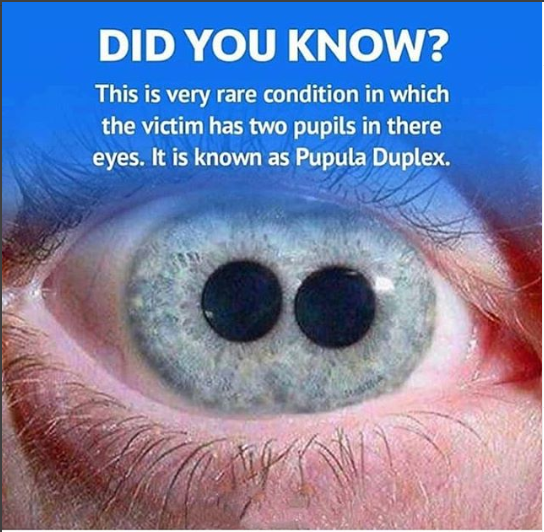 DID YOU KNOW?
This is very rare condition in which
the victim has two pupils in there
eyes. It is known as Pupula Duplex.